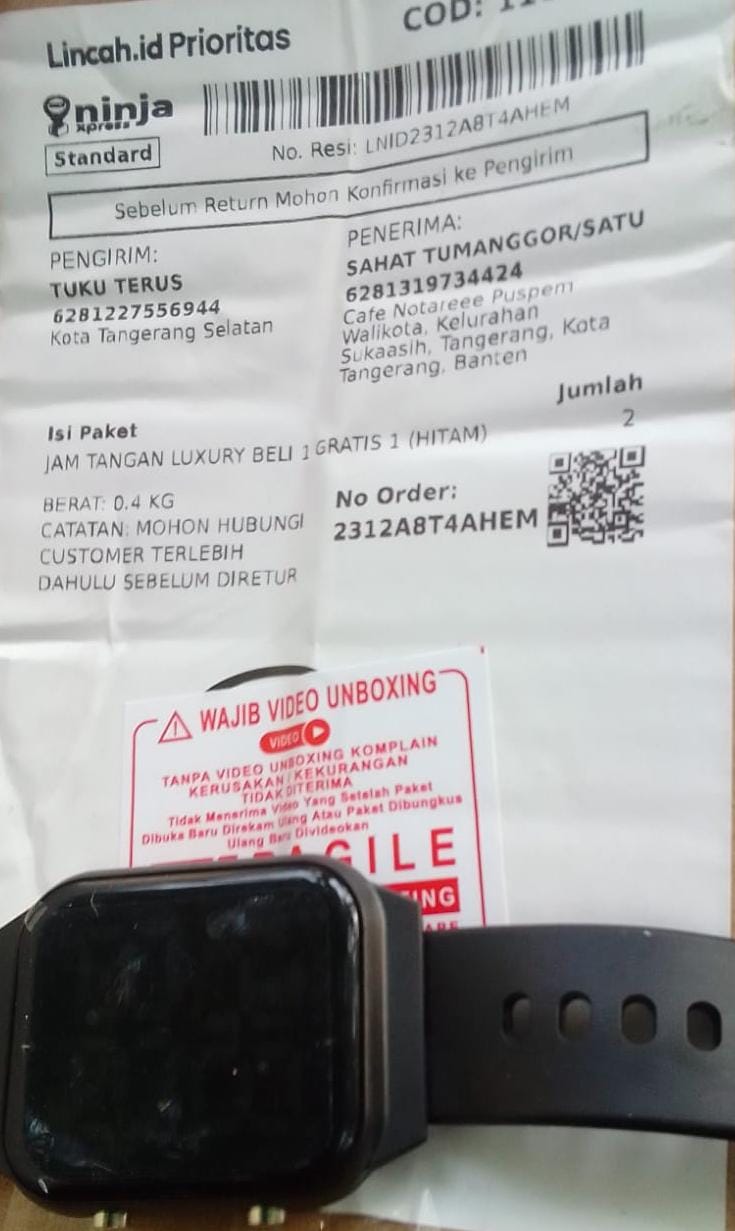 Lincah.id Prioritas
COD:
ninja
xpress
Standard
No. Resi: LNID2312A8T4AHEM
Sebelum Return Mohon Konfirmasi ke Pengirim
PENGIRIM:
TUKU TERUS
6281227556944
Kota Tangerang Selatan
PENERIMA:
SAHAT TUMANGGOR/SATU
6281319734424
Cafe Notareee Puspem
Walikota, Kelurahan
Sukaasih, Tangerang, Kota
Tangerang, Banten
Jumlah
2
Isi Paket
JAM TANGAN LUXURY BELI 1 GRATIS 1 (HITAM)
BERAT: 0.4 KG
CATATAN: MOHON HUBUNGI
CUSTOMER TERLEBIH
DAHULU SEBELUM DIRETUR
No Order:
2312A8T4AHEM
WAJIB VIDEO UNBOXING
VIDEO
TANPA VIDEO UNBOXING KOMPLAIN
KERUSAKAN/KEKURANGAN
TIDAK DITERIMA
Tidak Menerima Video Yang Setelah Paket
Dibuka Baru Direkam Ulang Atau Paket Dibungkus
Ulang Baru Divideokan